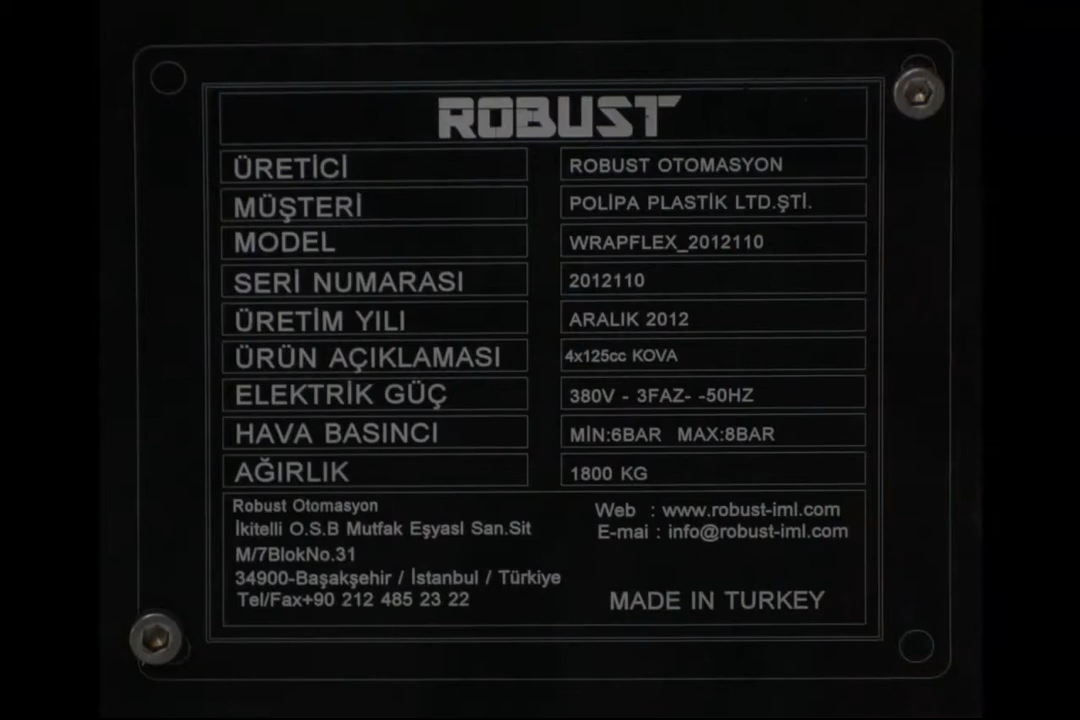 ROBUST
ÜRETİCİ ROBUST OTOMASYON
MÜŞTERİ POLİPA PLASTİK LTD.ŞTİ.
MODEL WRAPFLEX_2012110
SERİ NUMARASI 2012110
ÜRETİM YILI ARALIK 2012
ÜRÜN AÇIKLAMASI 4x125cc KOVA
ELEKTRİK GÜÇ 380V - 3FAZ- -50HZ
HAVA BASINCI MİN:6BAR MAX:8BAR
AĞIRLIK 1800 KG
Robust Otomasyon
İkitelli O.S.B Mutfak Eşyasl San.Sit
M/7BlokNo.31
34900-Başakşehir / İstanbul / Türkiye
Tel/Fax+90 212 485 23 22
Web : www.robust-iml.com
E-mai : info@robust-iml.com
MADE IN TURKEY